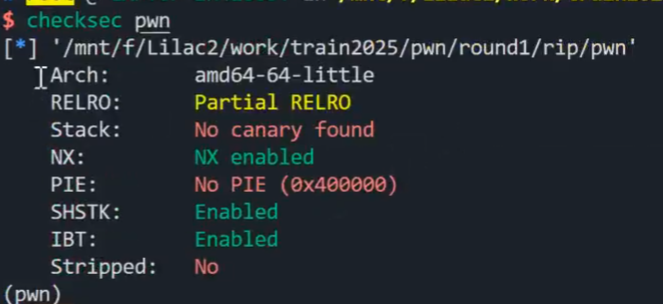 $ checksec pwn
[*] '/mnt/f/Lilac2/work/train2025/pwn/round1/rip/pwn'
Arch: amd64-64-little
RELRO: Partial RELRO
Stack: No canary found
NX: NX enabled
PIE: No PIE (0x400000)
SHSTK: Enabled
IBT: Enabled
Stripped: No
(pwn)